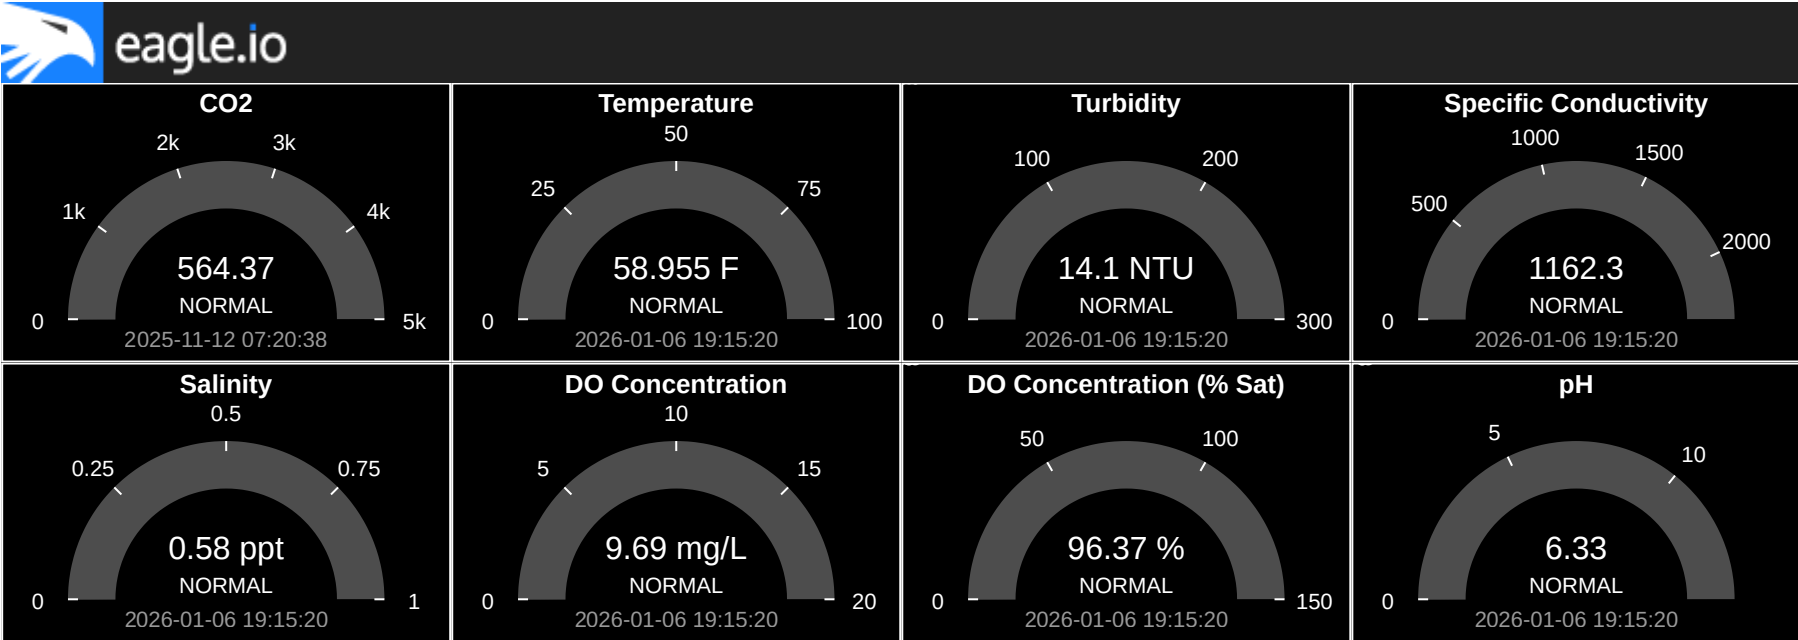 eagle.io
CO2
2k
3k
1k
4k
564.37
NORMAL
0
5k
2025-11-12 07:20:38
Temperature
50
25
75
58.955 F
NORMAL
0
100
2026-01-06 19:15:20
Turbidity
100
200
14.1 NTU
NORMAL
0
300
2026-01-06 19:15:20
Specific Conductivity
1000
1500
500
2000
1162.3
NORMAL
0
2026-01-06 19:15:20
Salinity
0.5
0.25
0.75
0.58 ppt
NORMAL
0
1
2026-01-06 19:15:20
DO Concentration
10
5
15
9.69 mg/L
NORMAL
0
20
2026-01-06 19:15:20
DO Concentration (% Sat)
50
100
96.37 %
NORMAL
0
150
2026-01-06 19:15:20
pH
5
10
6.33
NORMAL
0
2026-01-06 19:15:20